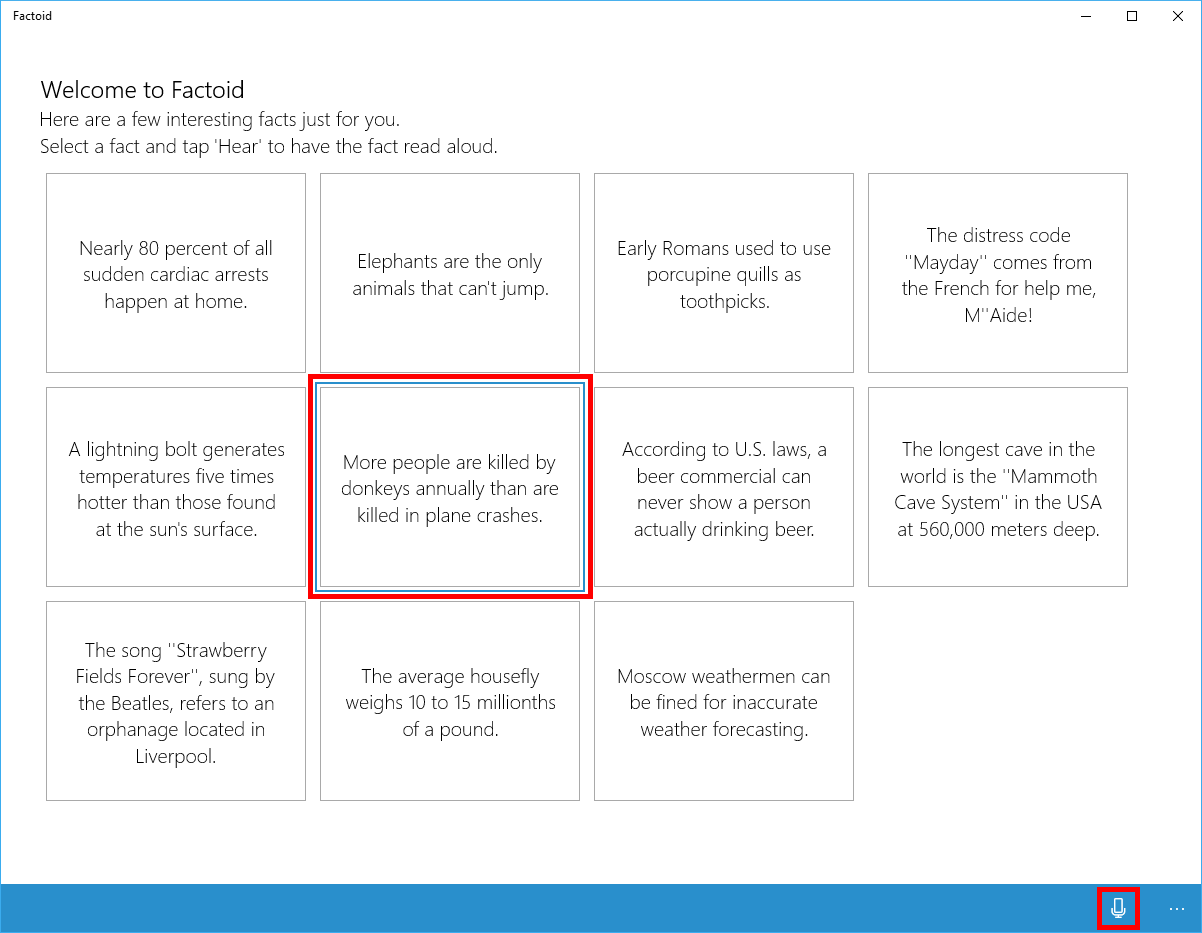 Factoid
Welcome to Factoid
Here are a few interesting facts just for you.
Select a fact and tap 'Hear' to have the fact read aloud.
Nearly 80 percent of all
sudden cardiac arrests
happen at home.
Elephants are the only
animals that can't jump.
Early Romans used to use
porcupine quills as
toothpicks.
The distress code
''Mayday'' comes from
the French for help me,
M''Aide!
A lightning bolt generates
temperatures five times
hotter than those found
at the sun's surface.
More people are killed by
donkeys annually than are
killed in plane crashes.
According to U.S. laws, a
beer commercial can
never show a person
actually drinking beer.
The longest cave in the
world is the ''Mammoth
Cave System'' in the USA
at 560,000 meters deep.
The song ''Strawberry
Fields Forever'', sung by
the Beatles, refers to an
orphanage located in
Liverpool.
The average housefly
weighs 10 to 15 millionths
of a pound.
Moscow weathermen can
be fined for inaccurate
weather forecasting.